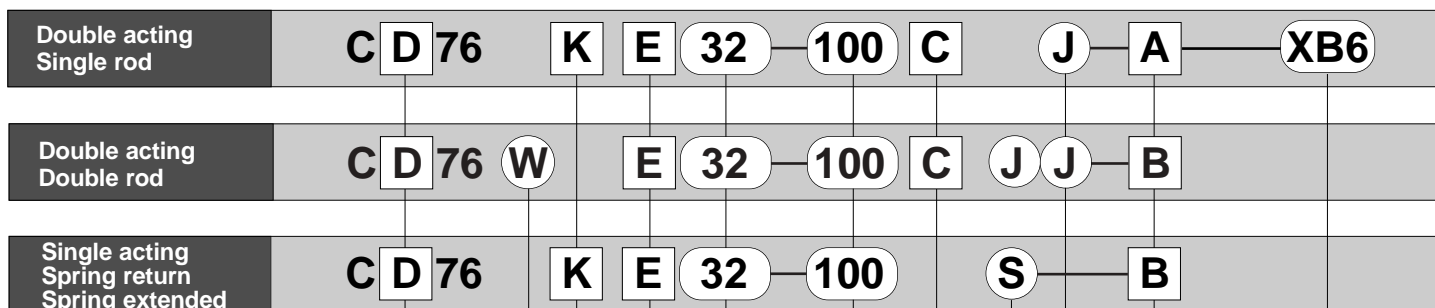 Double acting
Single rod
C D 76 K E 32 100 C J A XB6
Double acting
Double rod
C D 76 W E 32 100 C J J B
Single acting
Spring return
Spring extended
C D 76 K E 32 100 S B